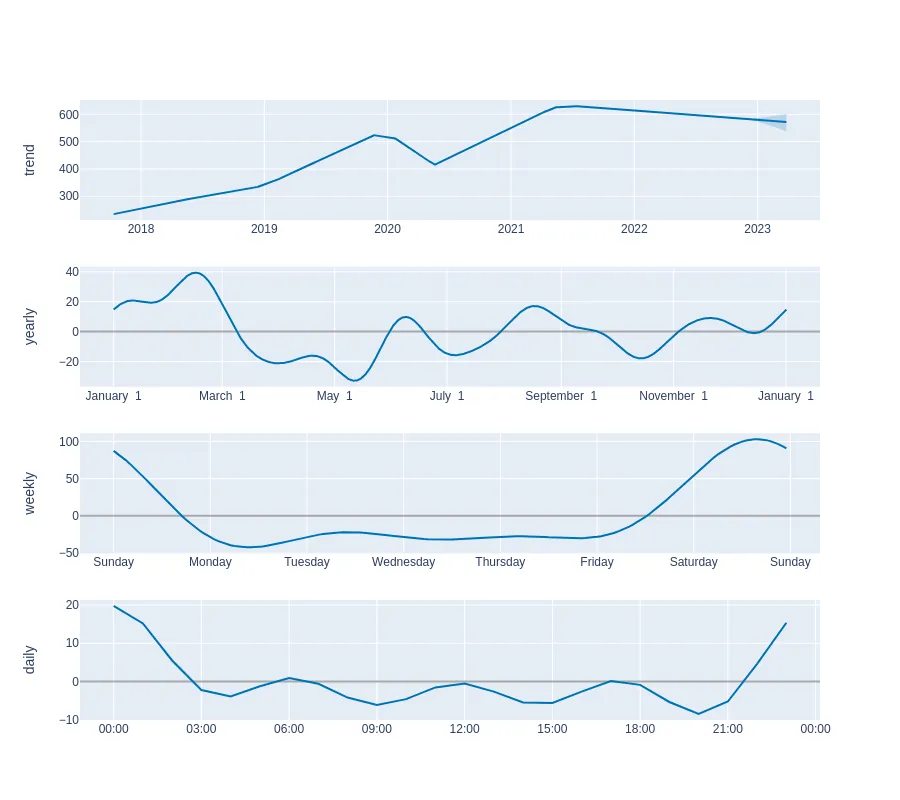 trend
600
500
400
300
2018 2019 2020 2021 2022 2023
yearly
40
20
0
−20
January 1 March 1 May 1 July 1 September 1 November 1 January 1
weekly
100
50
0
−50
Sunday Monday Tuesday Wednesday Thursday Friday Saturday Sunday
daily
20
10
0
−10
00:00 03:00 06:00 09:00 12:00 15:00 18:00 21:00 00:00